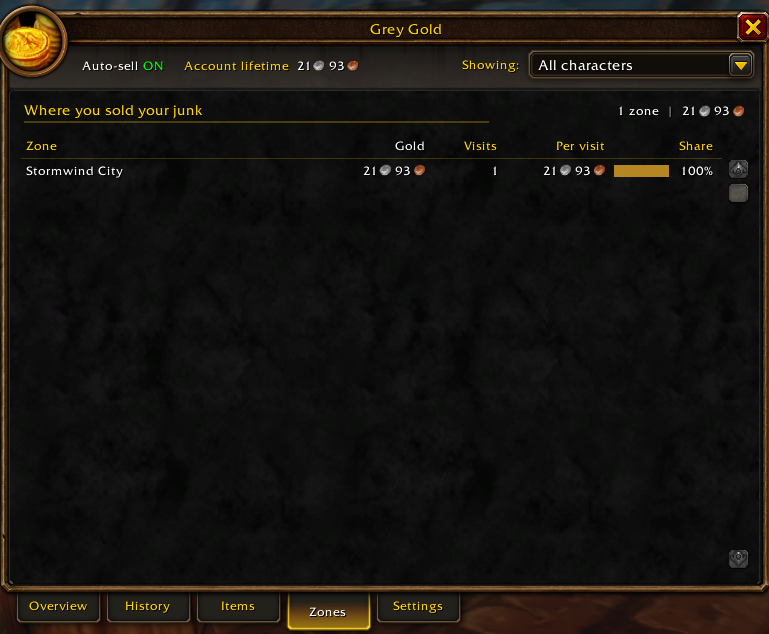 Grey Gold
Auto-sell ON Account lifetime 21 93 Showing: All characters
Where you sold your junk 1 zone | 21 93
Zone Gold Visits Per visit Share
Stormwind City 21 93 1 21 93 100%
Overview History Items Zones Settings